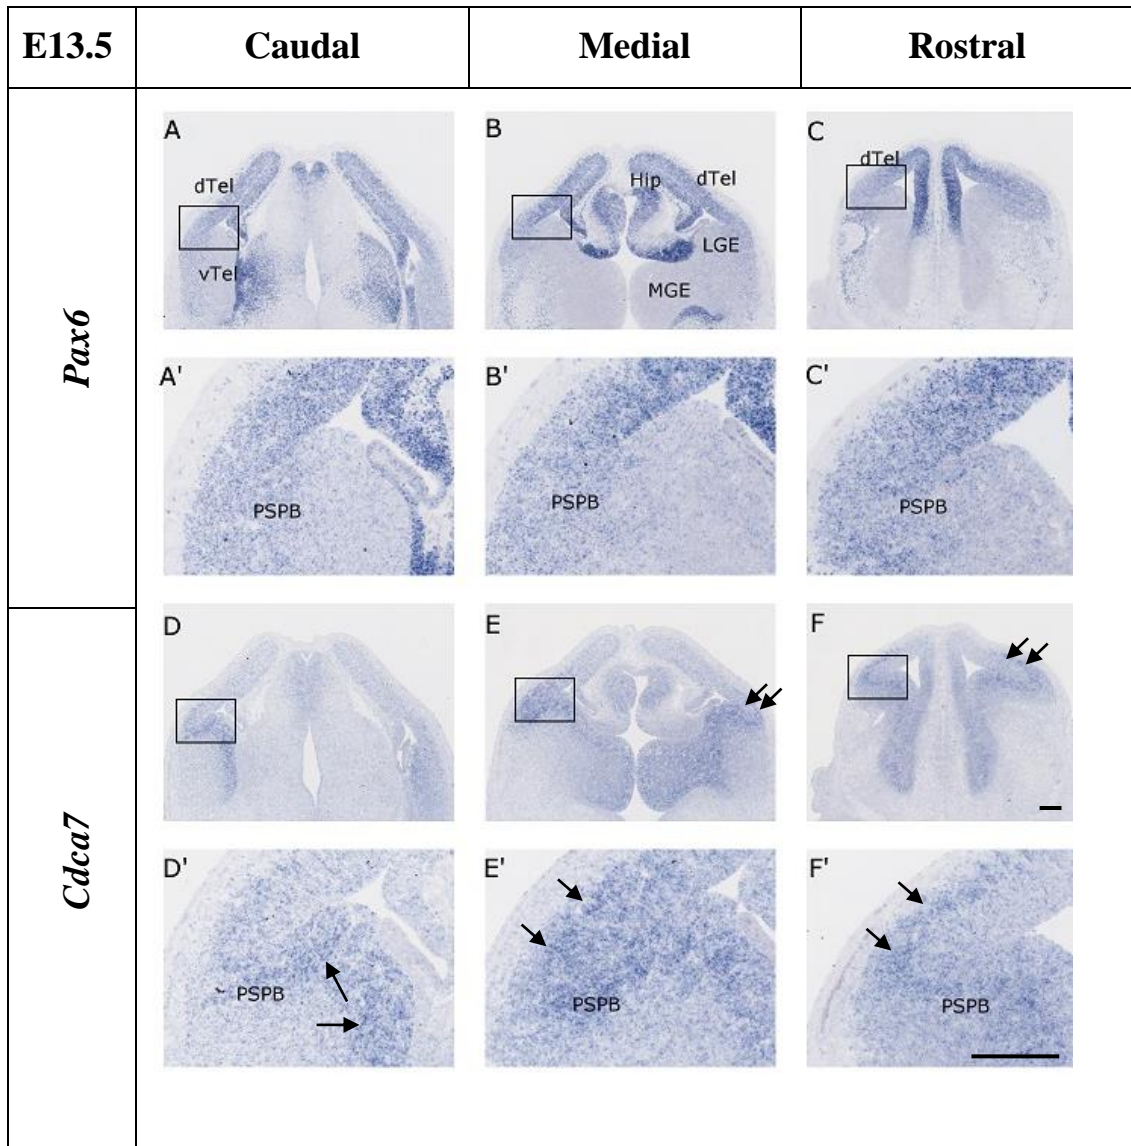 E13.5 Caudal Medial Rostral
Pax6
A B C
dTel Hip dTel dTel
vTel LGE
MGE
A' B' C'
PSPB PSPB PSPB
Cdca7
D E F
D' E' F'
PSPB PSPB PSPB